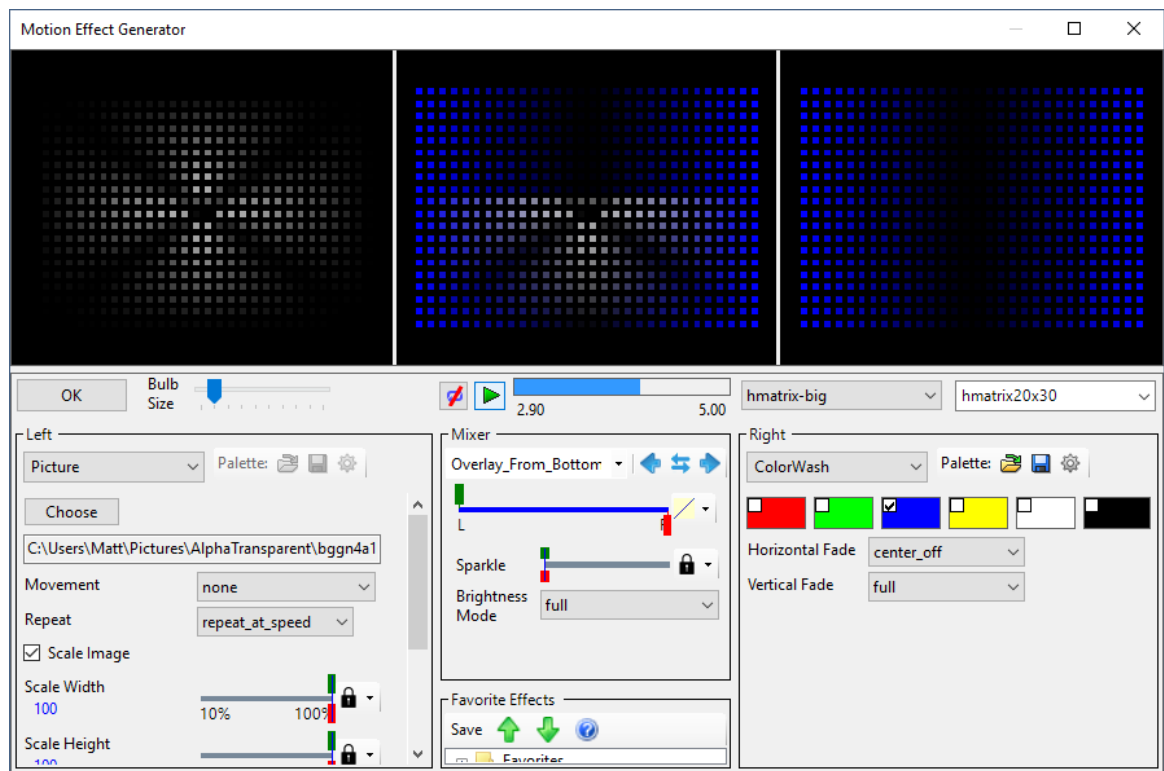 Motion Effect Generator
OK
Bulb Size
2.90
5.00
hmatrix-big
hmatrix20x30
Left
Picture
Palette:
Choose
C:\Users\Matt\Pictures\AlphaTransparent\bggn4a1
Movement
none
Repeat
repeat_at_speed
Scale Image
Scale Width
100
10%
100%
Scale Height
100
Mixer
Overlay_From_Bottom
L
Sparkle
Brightness Mode
full
Favorite Effects
Save
Favorites
Right
ColorWash
Palette:
Horizontal Fade
center_off
Vertical Fade
full